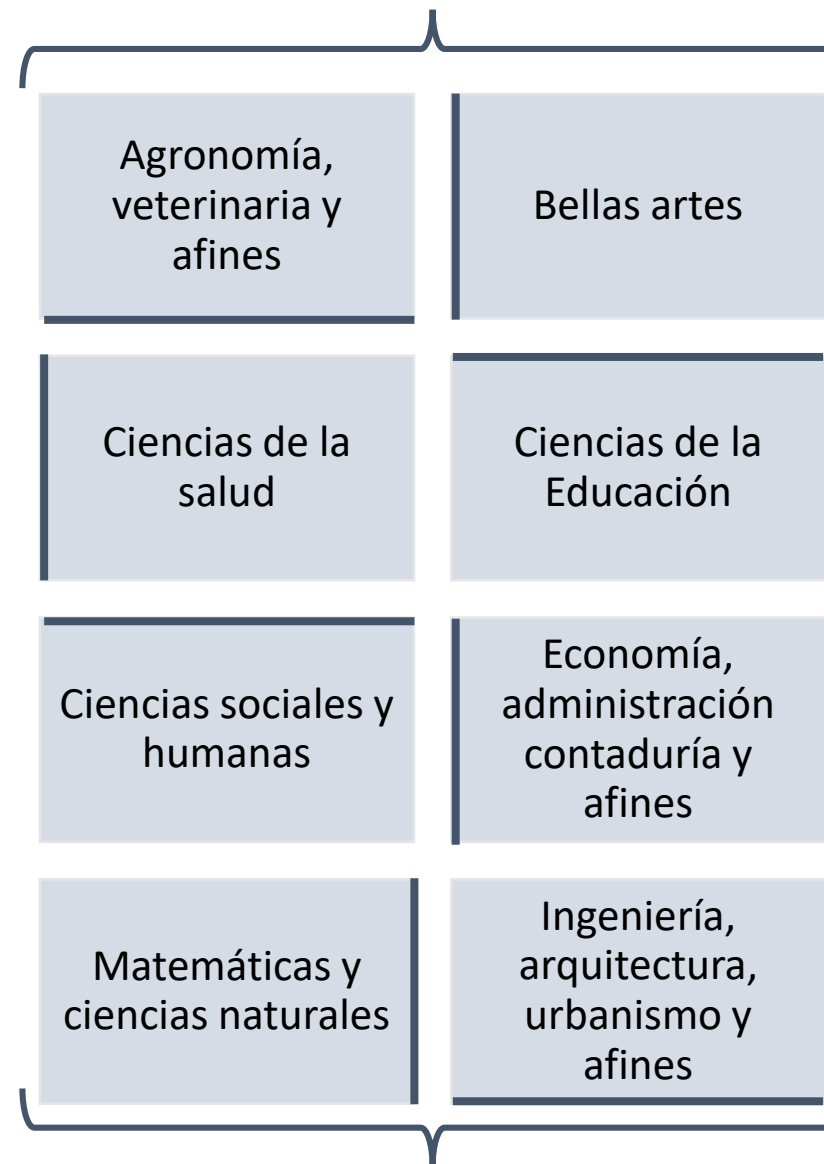 Agronomía,
veterinaria y
afines
Bellas artes
Ciencias de la
salud
Ciencias de la
Educación
Ciencias sociales y
humanas
Economía,
administración
contaduría y
afines
Matemáticas y
ciencias naturales
Ingeniería,
arquitectura,
urbanismo y
afines